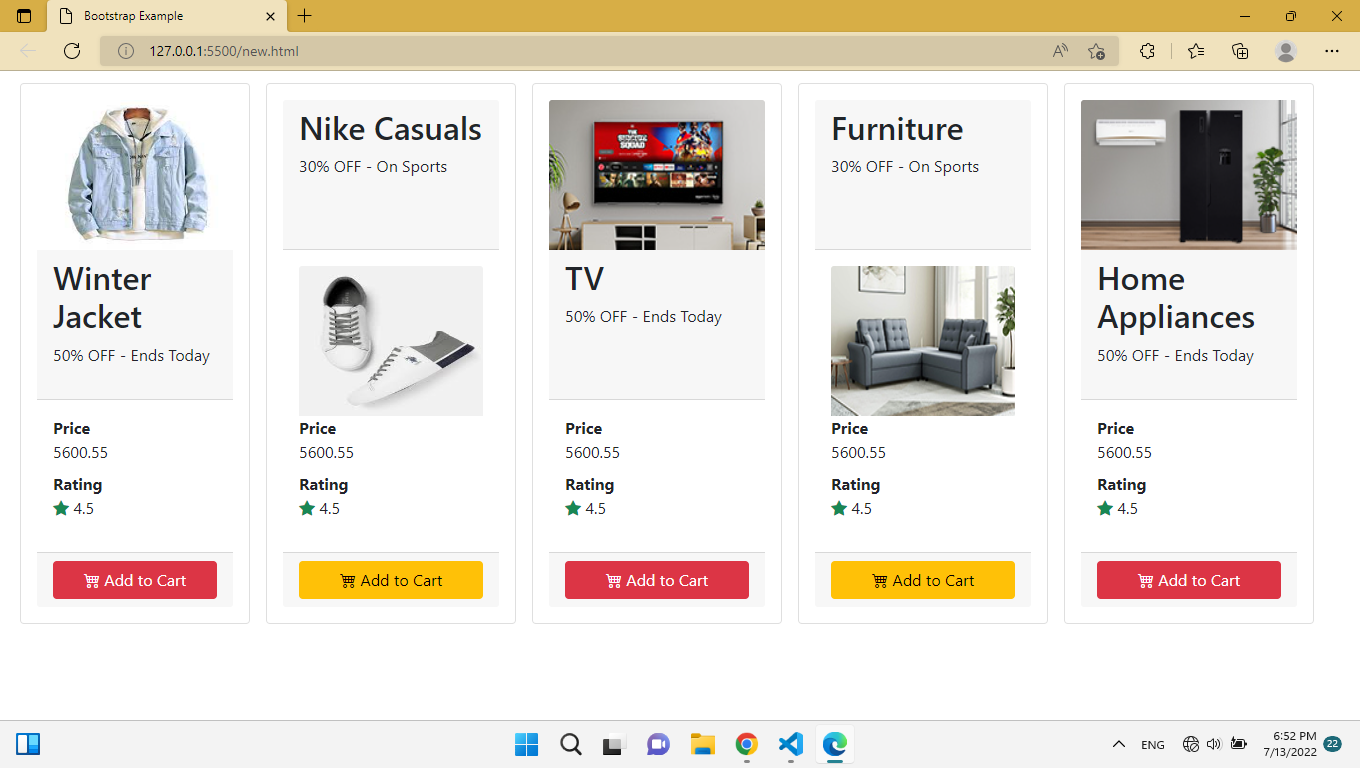 Bootstrap Example
127.0.0.1:5500/new.html
Winter
Jacket
50% OFF - Ends Today
Price
5600.55
Rating
4.5
Add to Cart
Nike Casuals
30% OFF - On Sports
Price
5600.55
Rating
4.5
Add to Cart
TV
50% OFF - Ends Today
Price
5600.55
Rating
4.5
Add to Cart
Furniture
30% OFF - On Sports
Price
5600.55
Rating
4.5
Add to Cart
Home
Appliances
50% OFF - Ends Today
Price
5600.55
Rating
4.5
Add to Cart
ENG
6:52 PM
7/13/2022
22